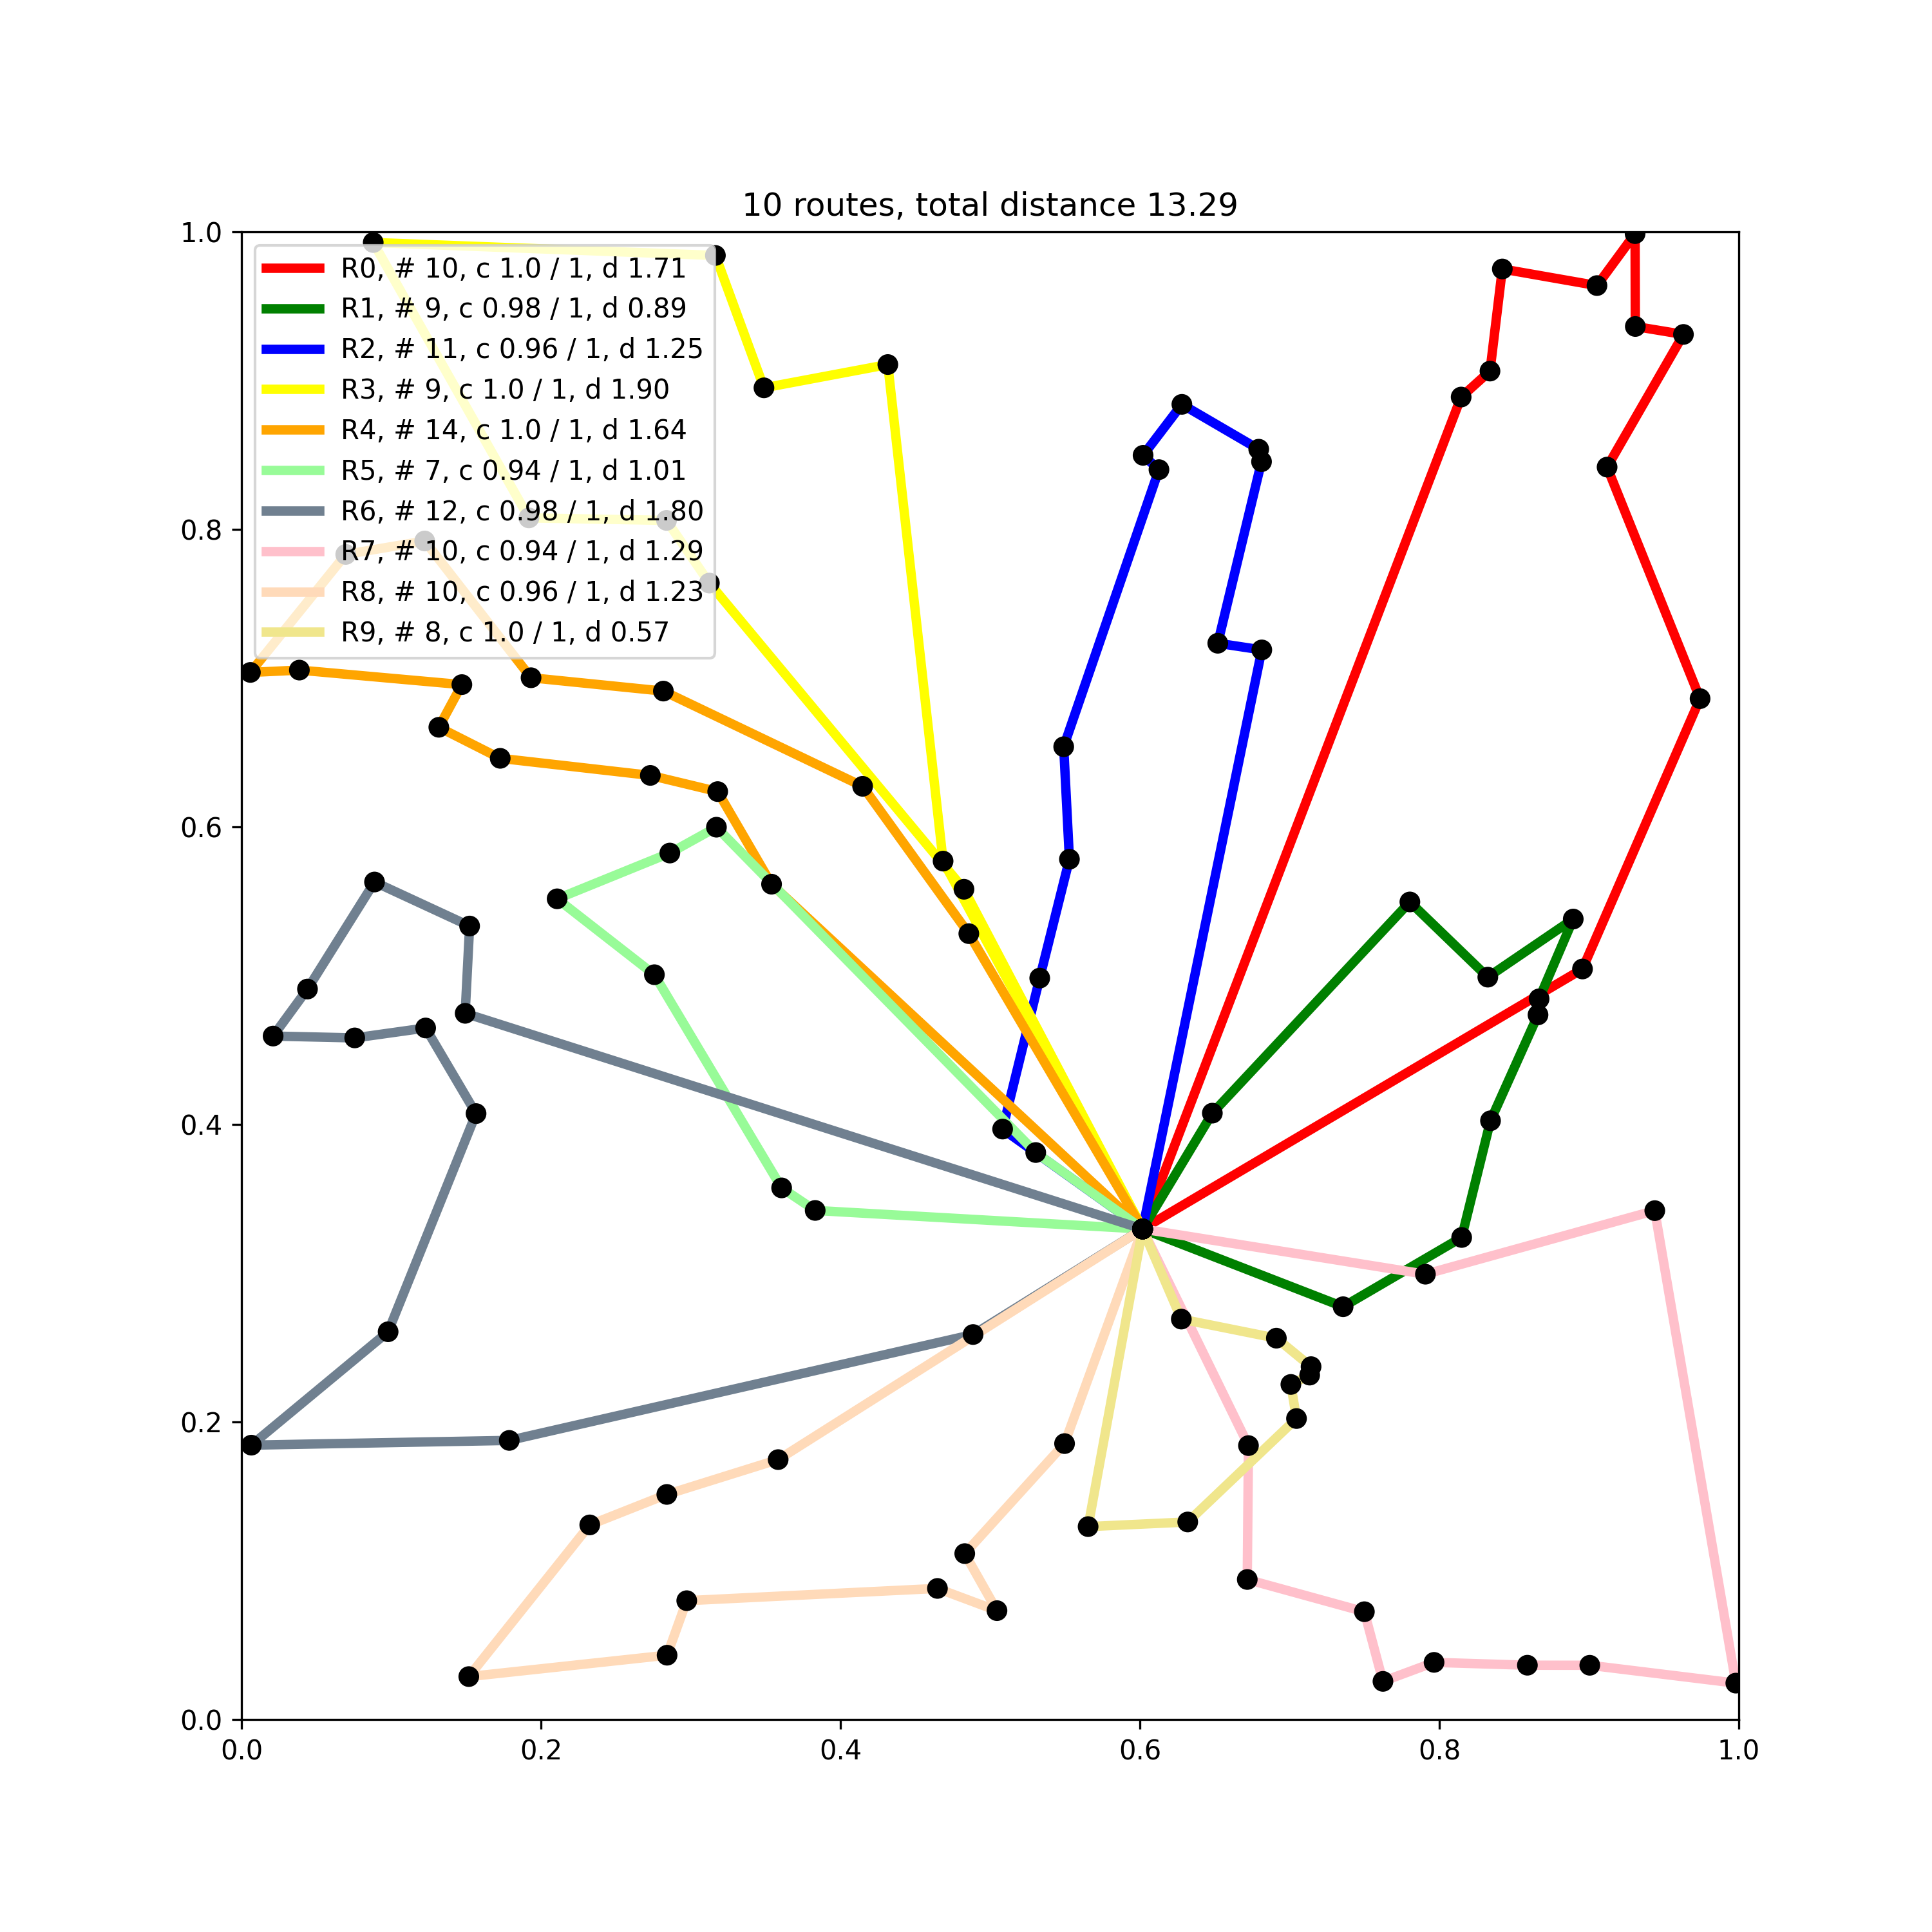 10 routes, total distance 13.29
1.0
R0, # 10, c 1.0 / 1, d 1.71
R1, # 9, c 0.98 / 1, d 0.89
R2, # 11, c 0.96 / 1, d 1.25
R3, # 9, c 1.0 / 1, d 1.90
R4, # 14, c 1.0 / 1, d 1.64
R5, # 7, c 0.94 / 1, d 1.01
R6, # 12, c 0.98 / 1, d 1.80
R7, # 10, c 0.94 / 1, d 1.29
R8, # 10, c 0.96 / 1, d 1.23
R9, # 8, c 1.0 / 1, d 0.57
0.8
0.6
0.4
0.2
0.0
0.0 0.2 0.4 0.6 0.8 1.0